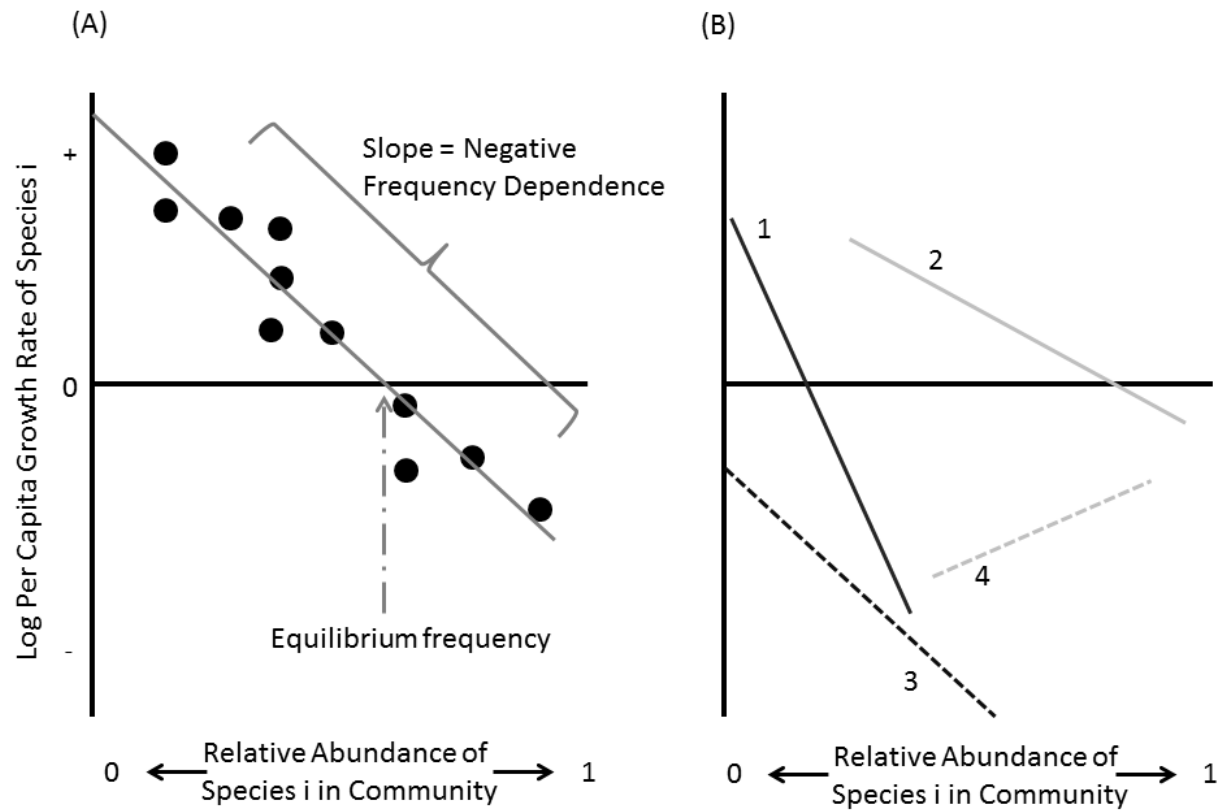 (A)
Log Per Capita Growth Rate of Species i
+
0
-
Slope = Negative
Frequency Dependence
Equilibrium frequency
0
Relative Abundance of
Species i in Community
1
(B)
1
2
3
4
0
Relative Abundance of
Species i in Community
1